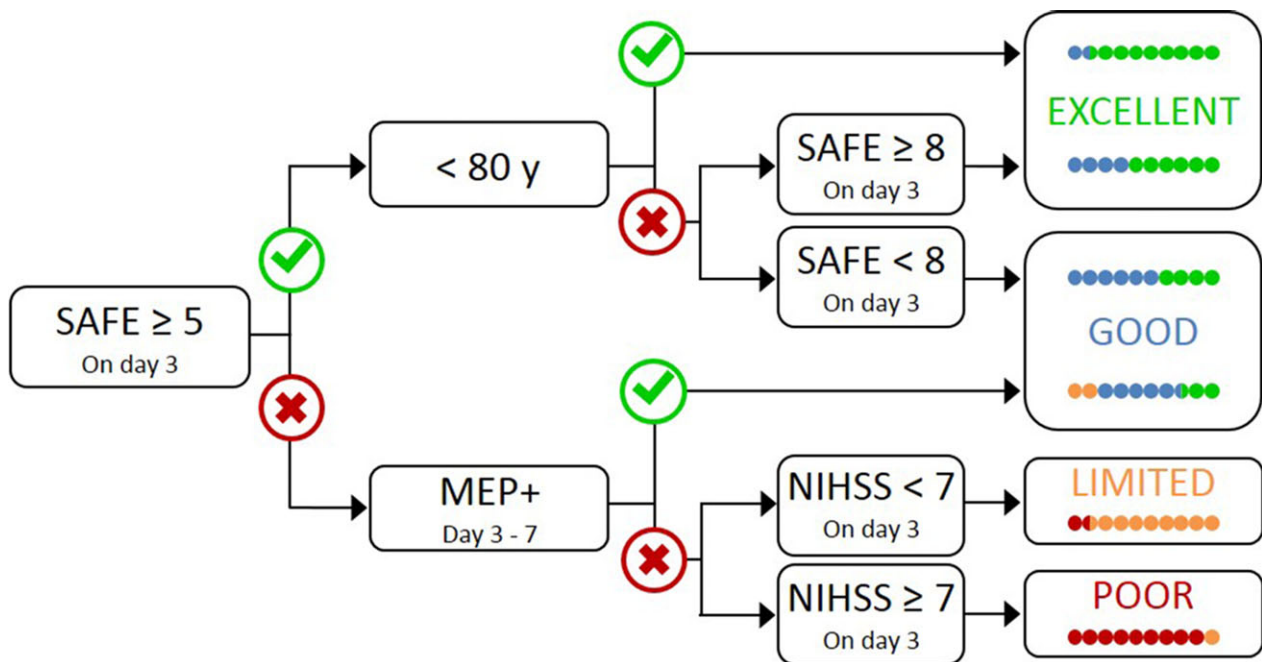 SAFE ≥ 5
On day 3
< 80 y
MEP+
Day 3 - 7
SAFE ≥ 8
On day 3
SAFE < 8
On day 3
NIHSS < 7
On day 3
NIHSS ≥ 7
On day 3
EXCELLENT
GOOD
LIMITED
POOR